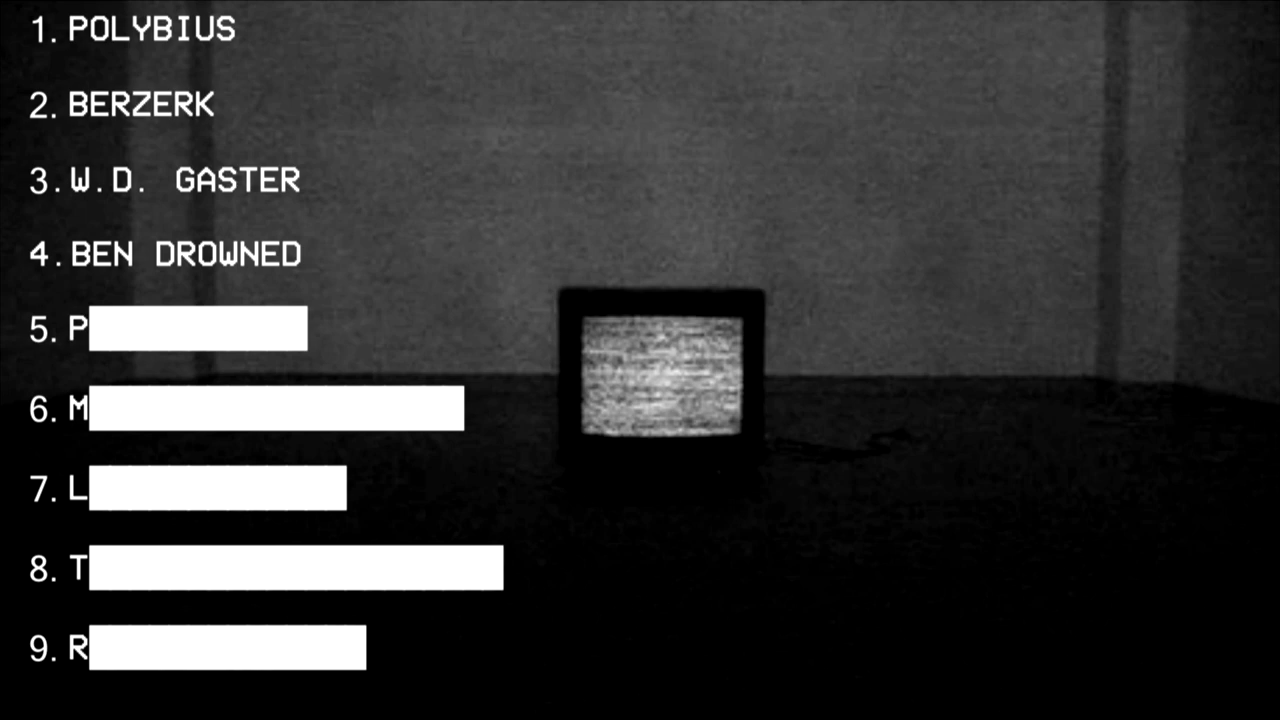 1. POLYBIUS
2. BERZERK
3. W.D. GASTER
4. BEN DROWNED
5. P
6. M
7. L
8. T
9. R